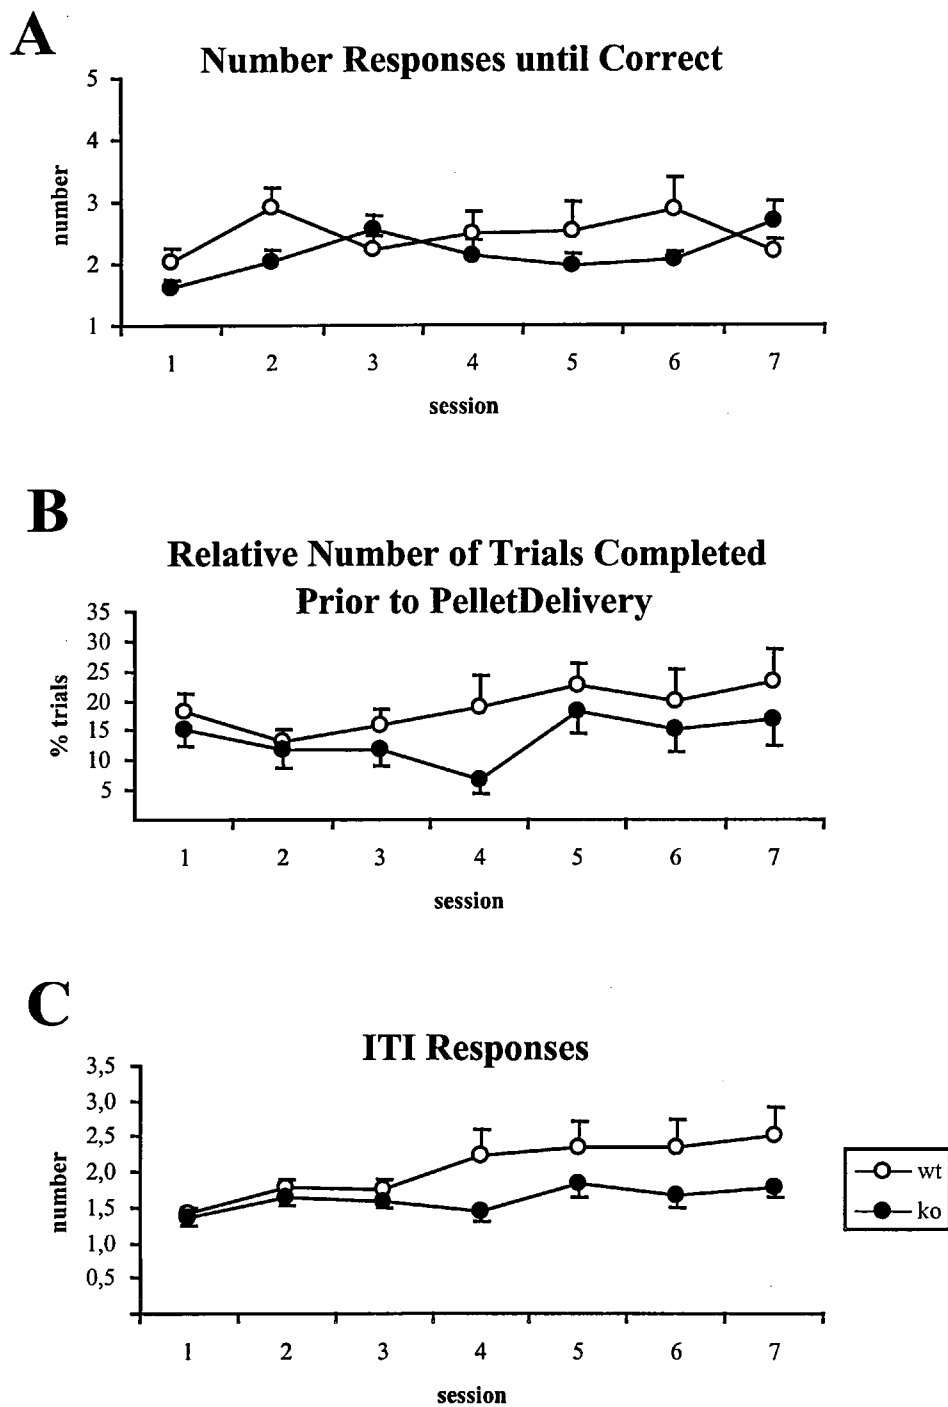 A
Number Responses until Correct
5
4
3
2
1
number
1 2 3 4 5 6 7
session
B
Relative Number of Trials Completed
Prior to PelletDelivery
35
30
25
20
15
10
5
% trials
1 2 3 4 5 6 7
session
C
ITI Responses
3,5
3,0
2,5
2,0
1,5
1,0
0,5
number
wt
ko
1 2 3 4 5 6 7
session